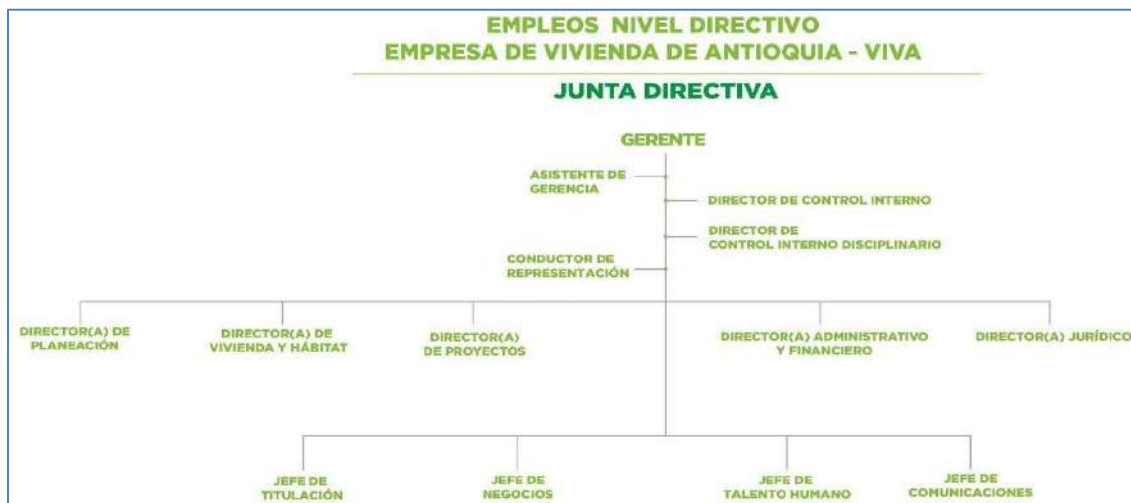 EMPLEOS NIVEL DIRECTIVO
EMPRESA DE VIVIENDA DE ANTIOQUIA - VIVA
JUNTA DIRECTIVA
GERENTE
ASISTENTE DE
GERENCIA
DIRECTOR DE CONTROL INTERNO
DIRECTOR DE
CONTROL INTERNO DISCIPLINARIO
CONDUCTOR DE
REPRESENTACIÓN
DIRECTOR(A) DE
PLANEACIÓN
DIRECTOR(A) DE
VIVIENDA Y HÁBITAT
DIRECTOR(A)
DE PROYECTOS
DIRECTOR(A) ADMINISTRATIVO
Y FINANCIERO
DIRECTOR(A) JURÍDICO
JEFE DE
TITULACIÓN
JEFE DE
NEGOCIOS
JEFE DE
TALENTO HUMANO
JEFE DE
COMUNICACIONES